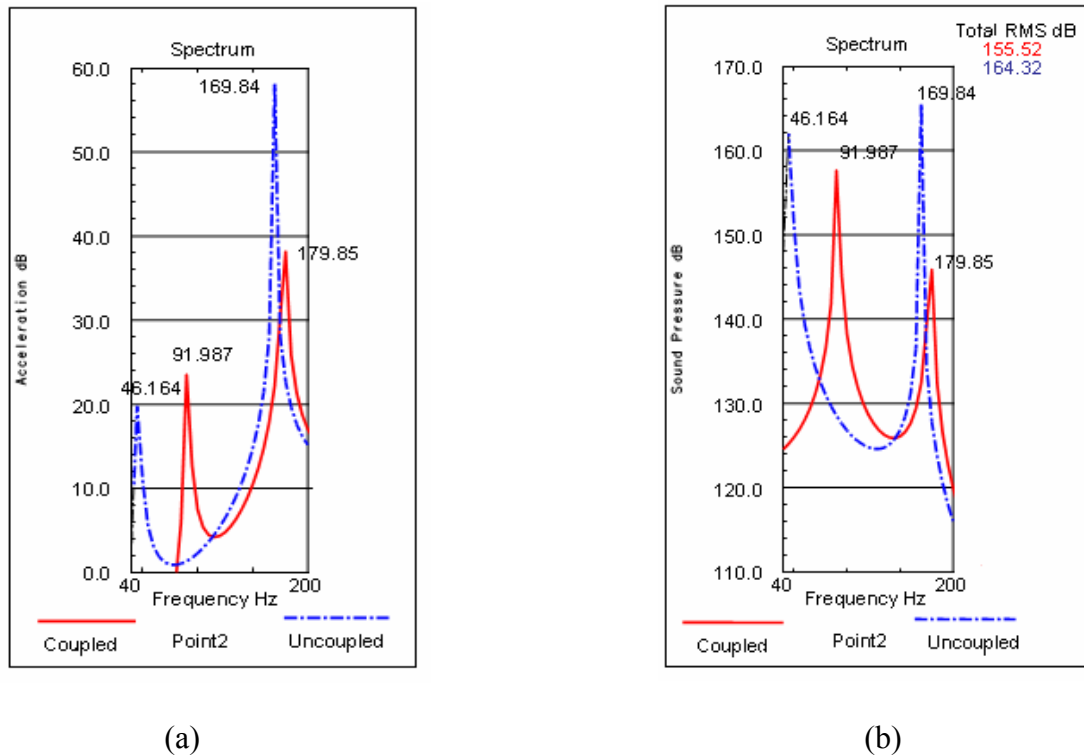 Spectrum
60.0
50.0
40.0
30.0
20.0
10.0
0.0
Acceleration dB
169.84
179.85
91.987
46.164
40 200
Frequency Hz
Coupled Point2 Uncoupled
(a)
Total RMS dB
155.52
164.32
Spectrum
170.0
160.0
150.0
140.0
130.0
120.0
110.0
Sound Pressure dB
169.84
46.164
91.987
179.85
40 200
Frequency Hz
Coupled Point2 Uncoupled
(b)